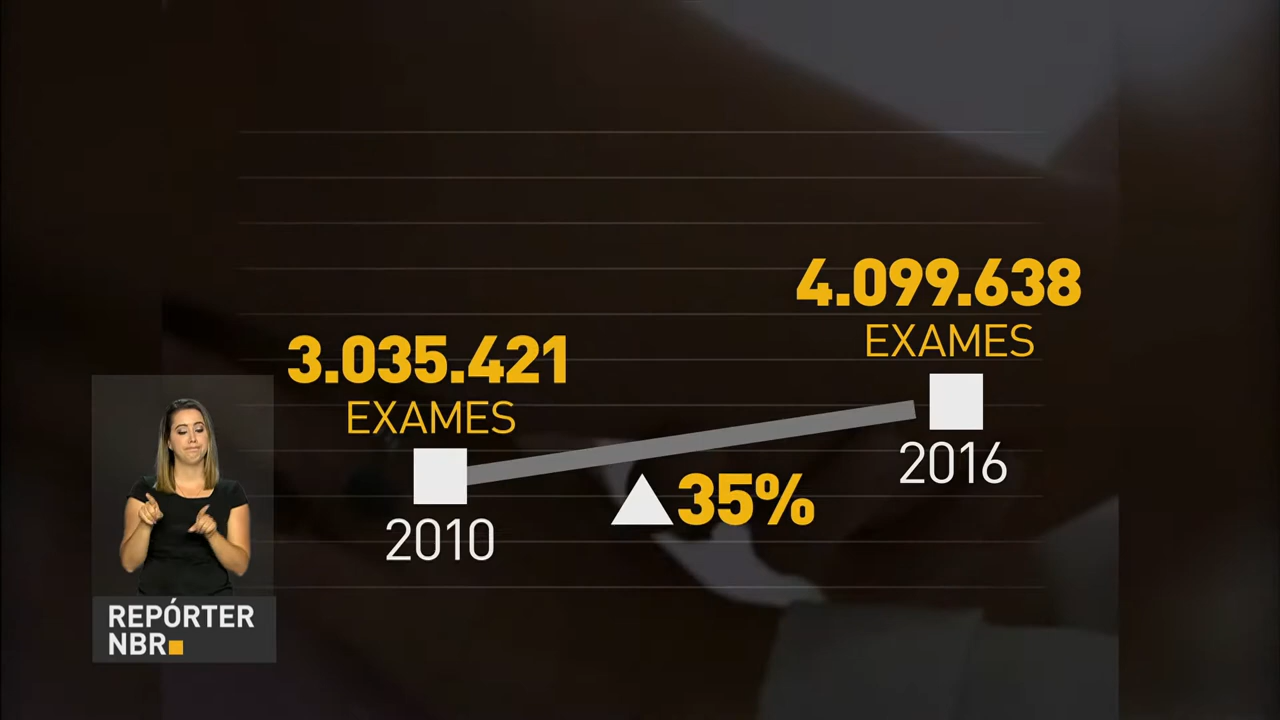 4.099.638
EXAMES
3.035.421
EXAMES
2016
35%
2010
REPÓRTER
NBR